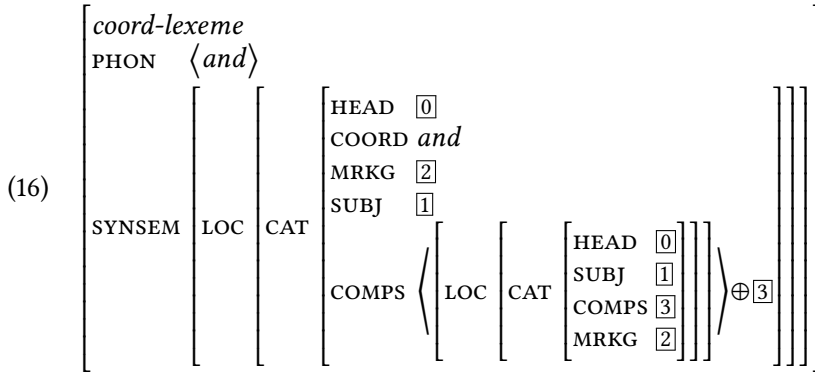 coord-lexeme
PHON ⟨and⟩
HEAD 0
COORD and
MRKG 2
SUBJ 1
(16) SYNSEM LOC CAT
COMPS ⟨ LOC CAT HEAD 0
SUBJ 1
COMPS 3
MRKG 2 ⟩ ⊕ 3